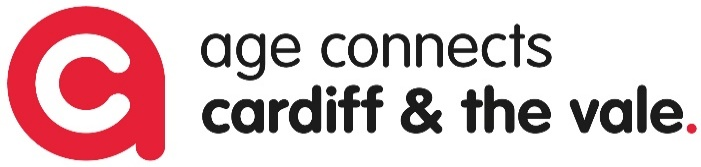 age connects
cardiff & the vale.